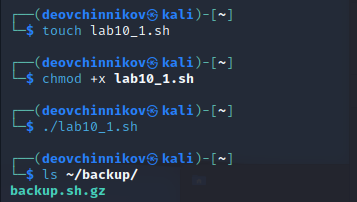 ┌──(deovchinnikov㉿kali)-[~]
└─$ touch lab10_1.sh
┌──(deovchinnikov㉿kali)-[~]
└─$ chmod +x lab10_1.sh
┌──(deovchinnikov㉿kali)-[~]
└─$ ./lab10_1.sh
┌──(deovchinnikov㉿kali)-[~]
└─$ ls ~/backup/
backup.sh.gz